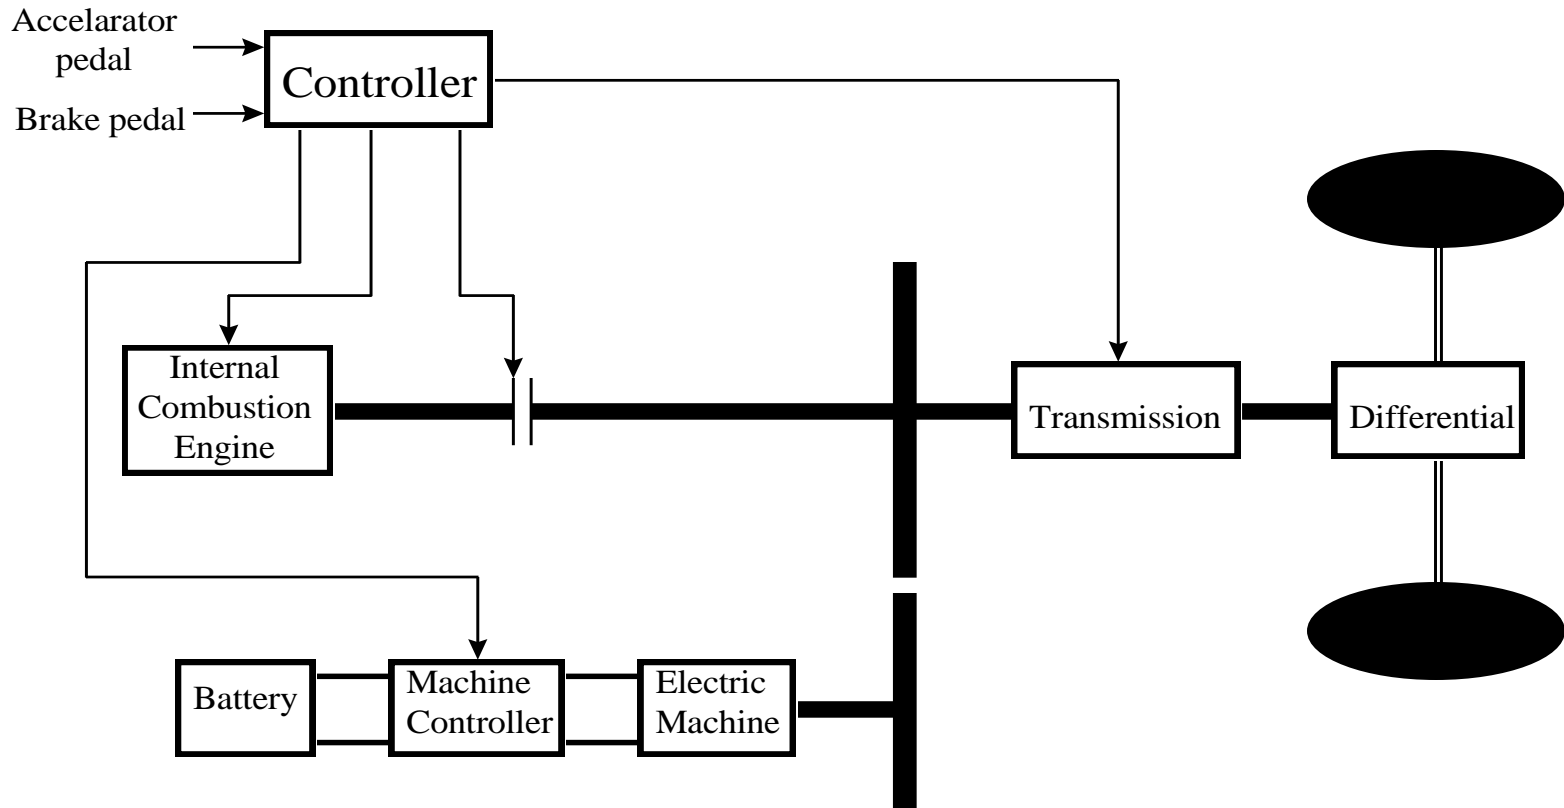 Accelarator
pedal
Controller
Brake pedal
Internal
Combustion
Engine
Transmission
Differential
Battery
Machine
Controller
Electric
Machine